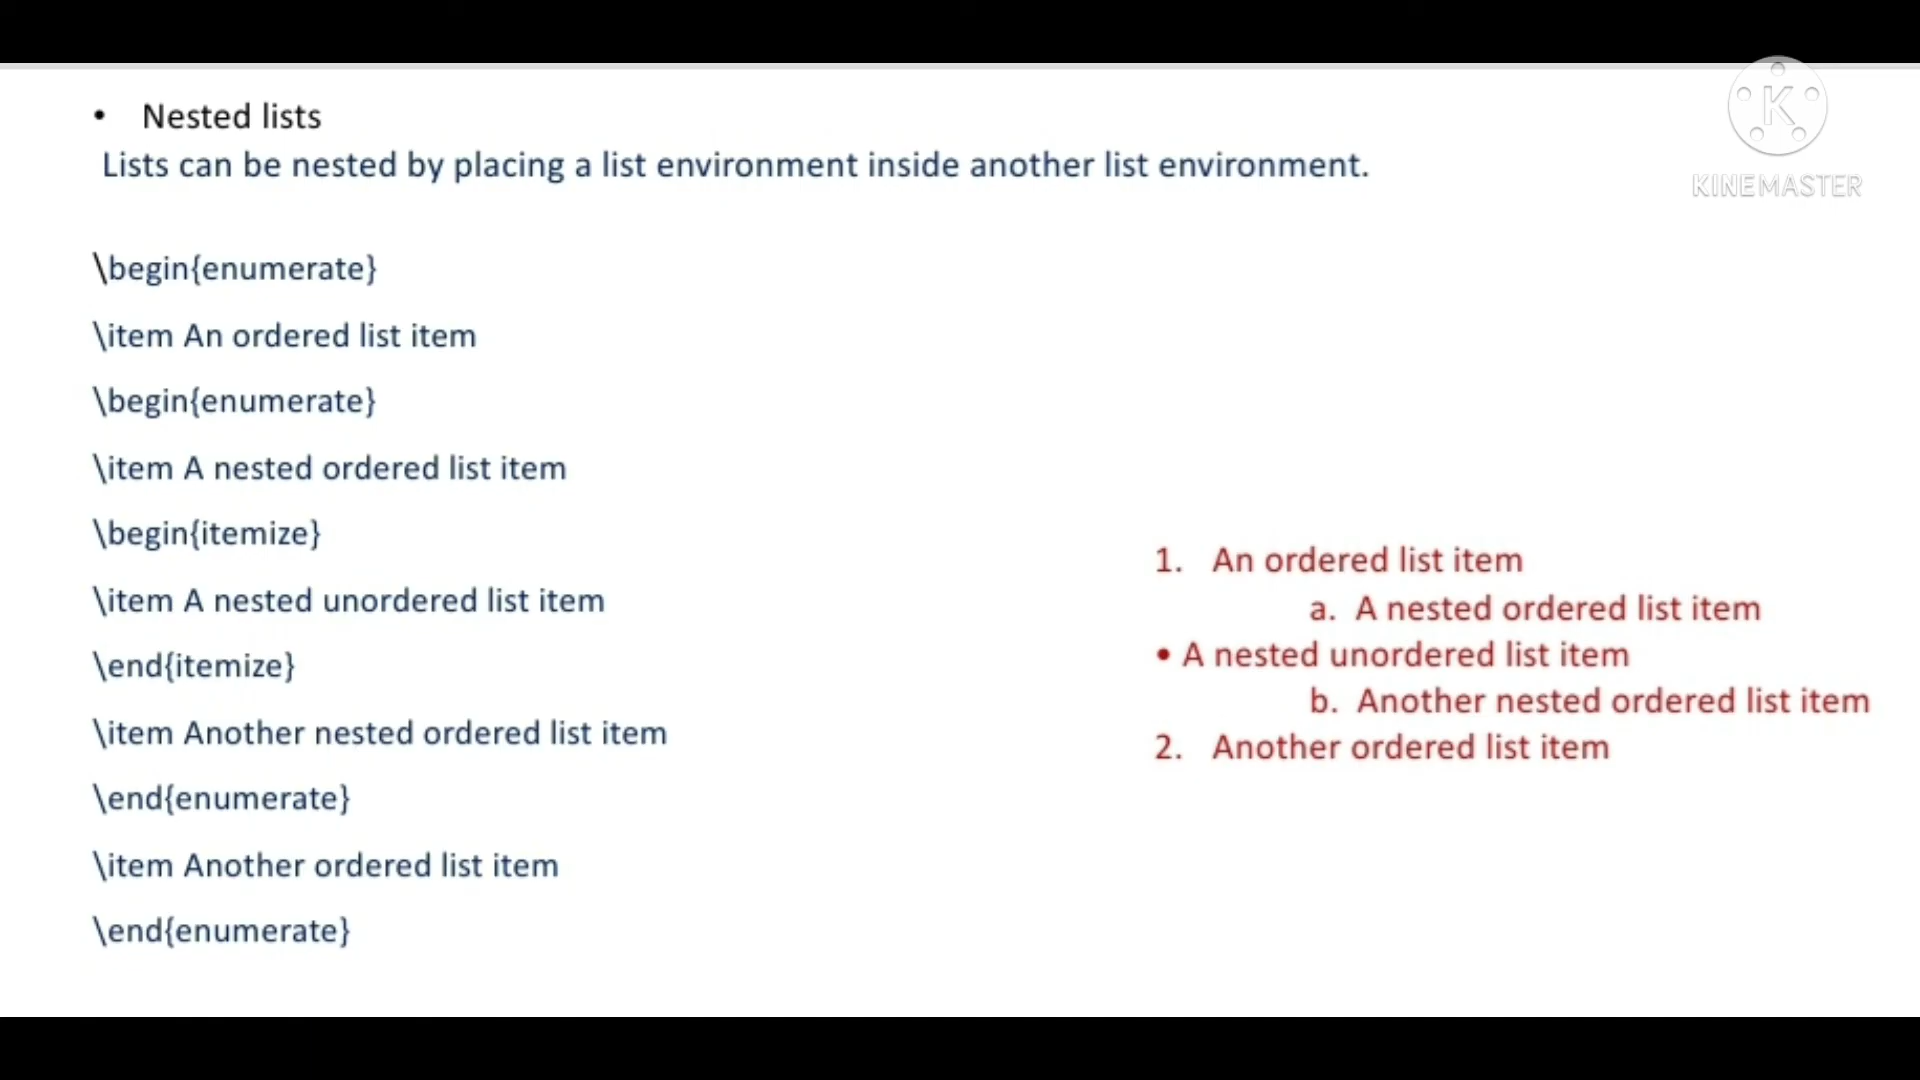 • Nested lists
Lists can be nested by placing a list environment inside another list environment.
\begin{enumerate}
\item An ordered list item
\begin{enumerate}
\item A nested ordered list item
\begin{itemize}
\item A nested unordered list item
\end{itemize}
\item Another nested ordered list item
\end{enumerate}
\item Another ordered list item
\end{enumerate}
1. An ordered list item
a. A nested ordered list item
• A nested unordered list item
b. Another nested ordered list item
2. Another ordered list item
K
KINEMASTER